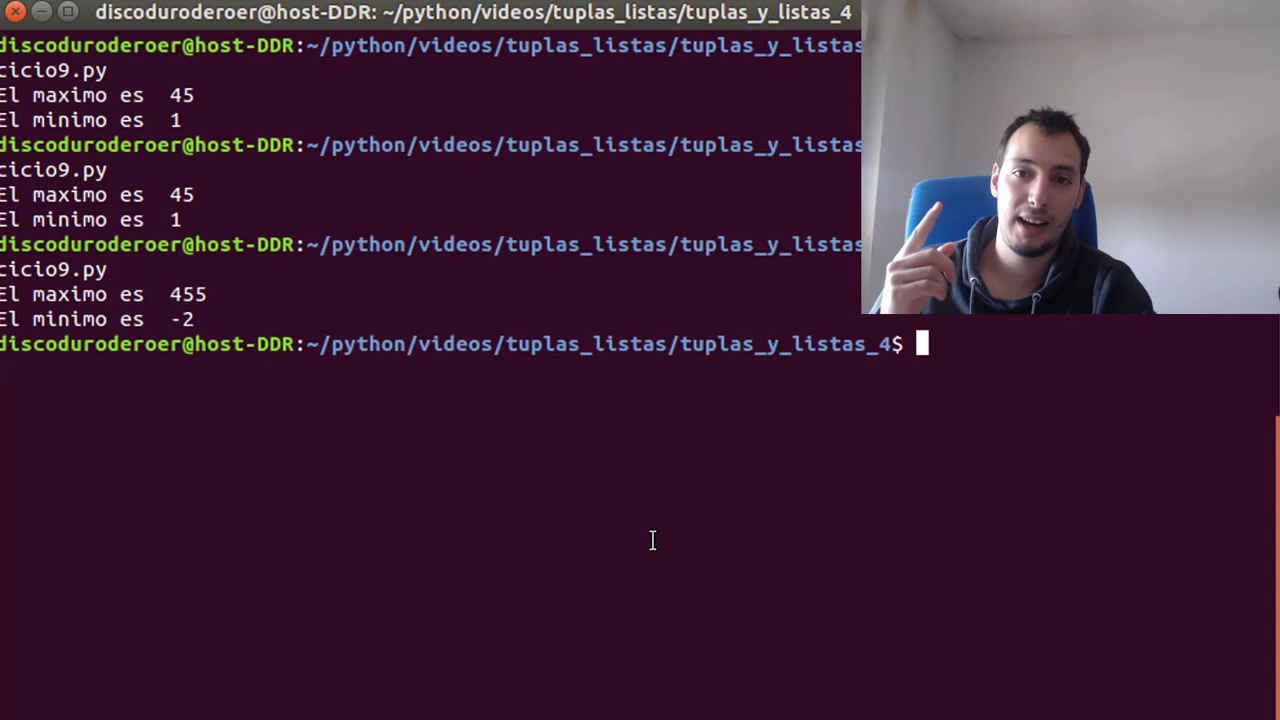 discoduroderoer@host-DDR: ~/python/videos/tuplas_listas/tuplas_y_listas_4
discoduroderoer@host-DDR:~/python/videos/tuplas_listas/tuplas_y_listas
cicio9.py
El maximo es  45
El minimo es  1
discoduroderoer@host-DDR:~/python/videos/tuplas_listas/tuplas_y_listas
cicio9.py
El maximo es  45
El minimo es  1
discoduroderoer@host-DDR:~/python/videos/tuplas_listas/tuplas_y_listas
cicio9.py
El maximo es  455
El minimo es  -2
discoduroderoer@host-DDR:~/python/videos/tuplas_listas/tuplas_y_listas_4$